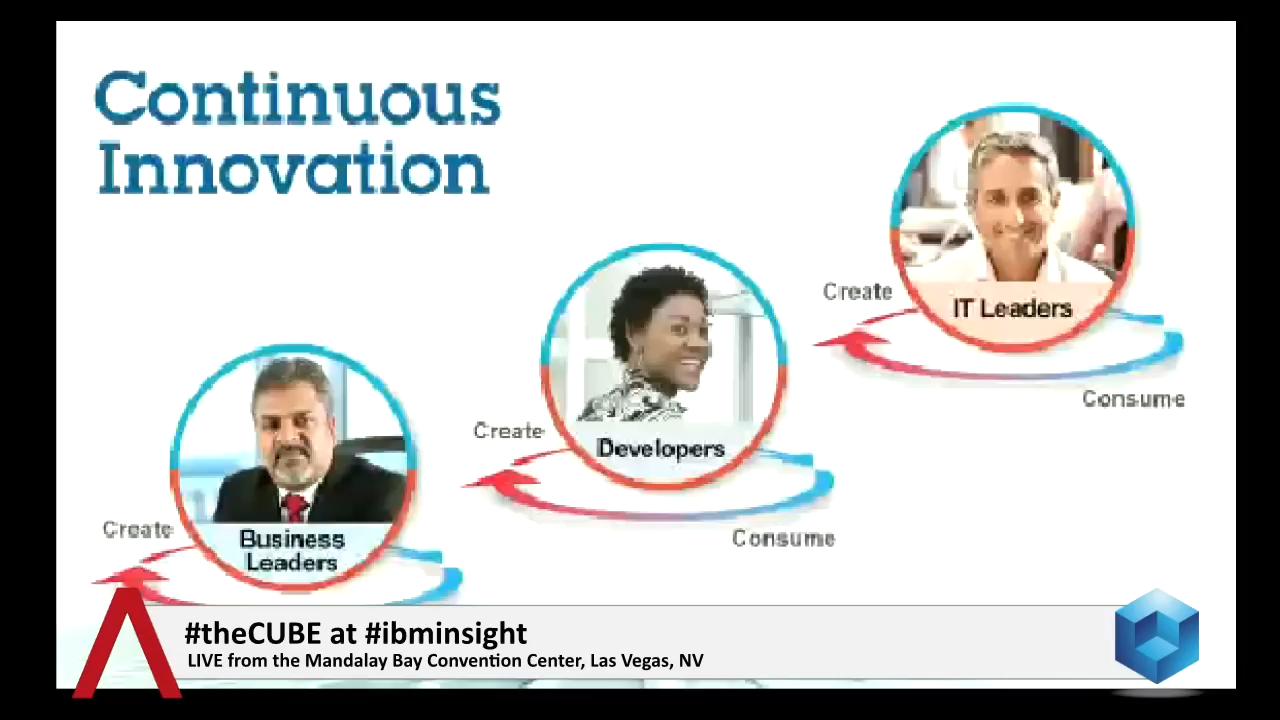 Continuous
Innovation
Create
IT Leaders
Consume
Create
Developers
Consume
Create
Business
Leaders
#theCUBE at #ibminsight
LIVE from the Mandalay Bay Convention Center, Las Vegas, NV